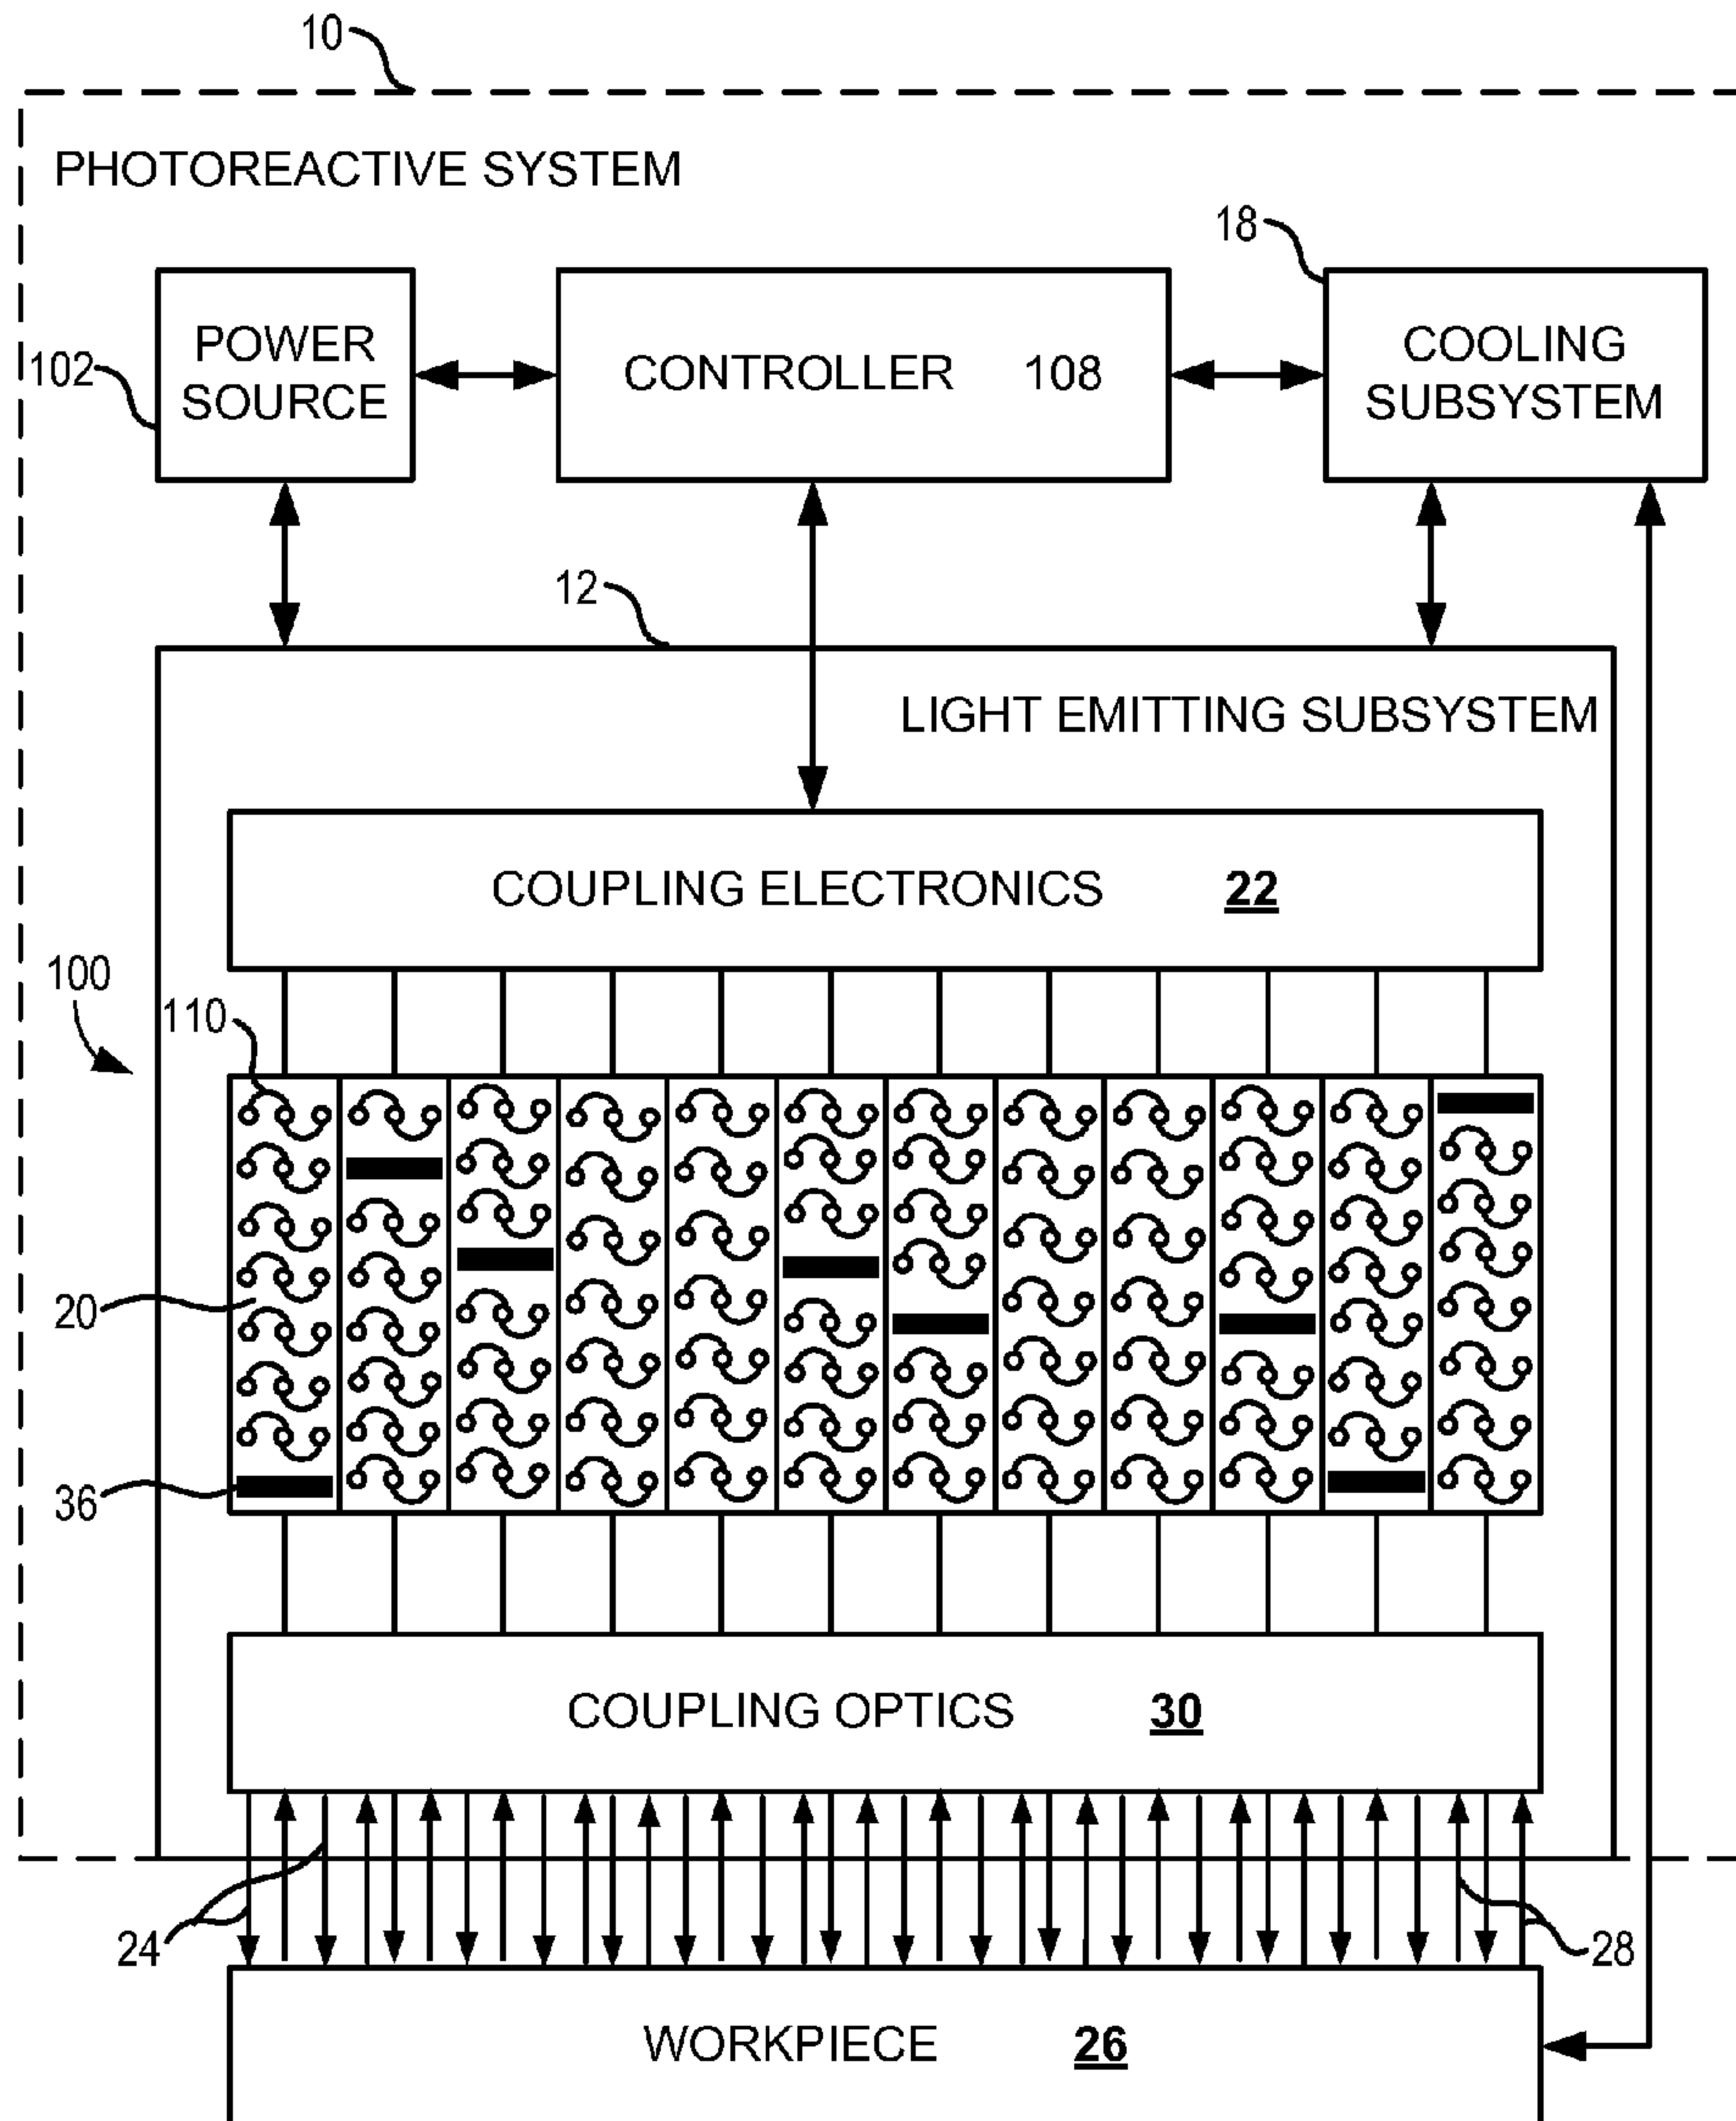 10
PHOTOREACTIVE SYSTEM
18
POWER
SOURCE
102
CONTROLLER 108
COOLING
SUBSYSTEM
12
LIGHT EMITTING SUBSYSTEM
COUPLING ELECTRONICS 22
100
110
20
36
COUPLING OPTICS 30
24
28
WORKPIECE 26